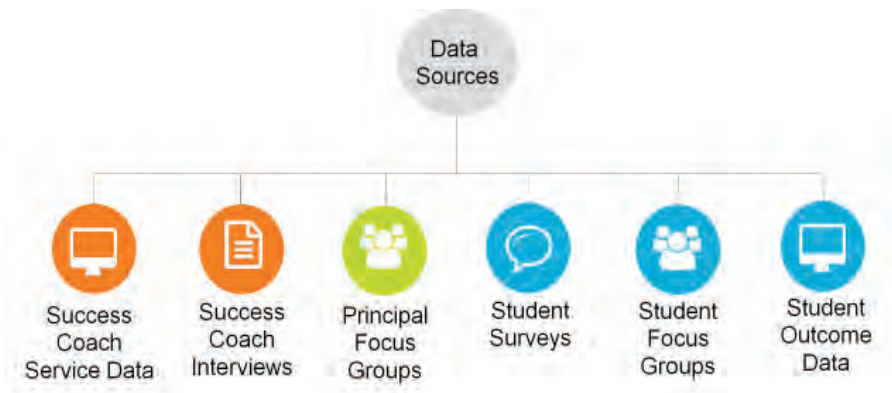 Data
Sources
Success
Coach
Service Data
Success
Coach
Interviews
Principal
Focus
Groups
Student
Surveys
Student
Focus
Groups
Student
Outcome
Data